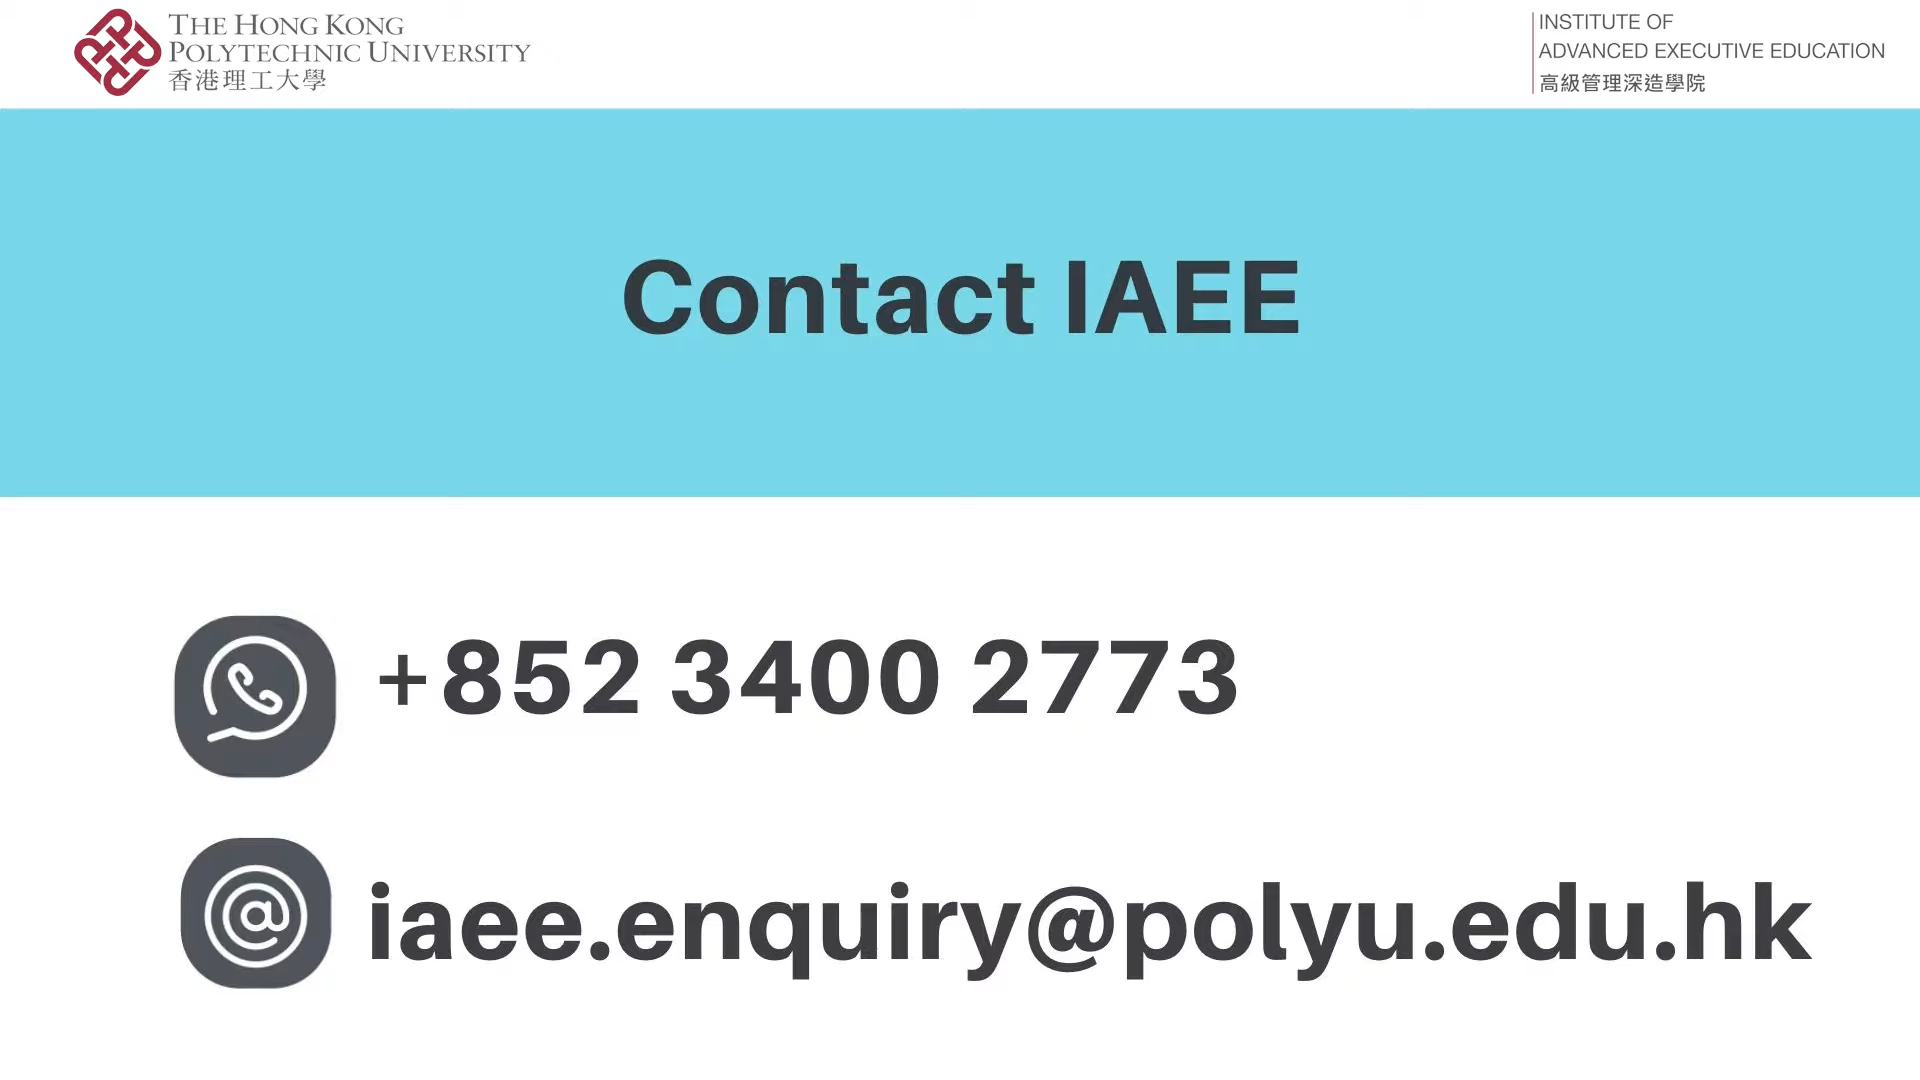 THE HONG KONG
POLYTECHNIC UNIVERSITY
香港理工大學
INSTITUTE OF
ADVANCED EXECUTIVE EDUCATION
高級管理深造學院
Contact IAEE
+852 3400 2773
iaee.enquiry@polyu.edu.hk